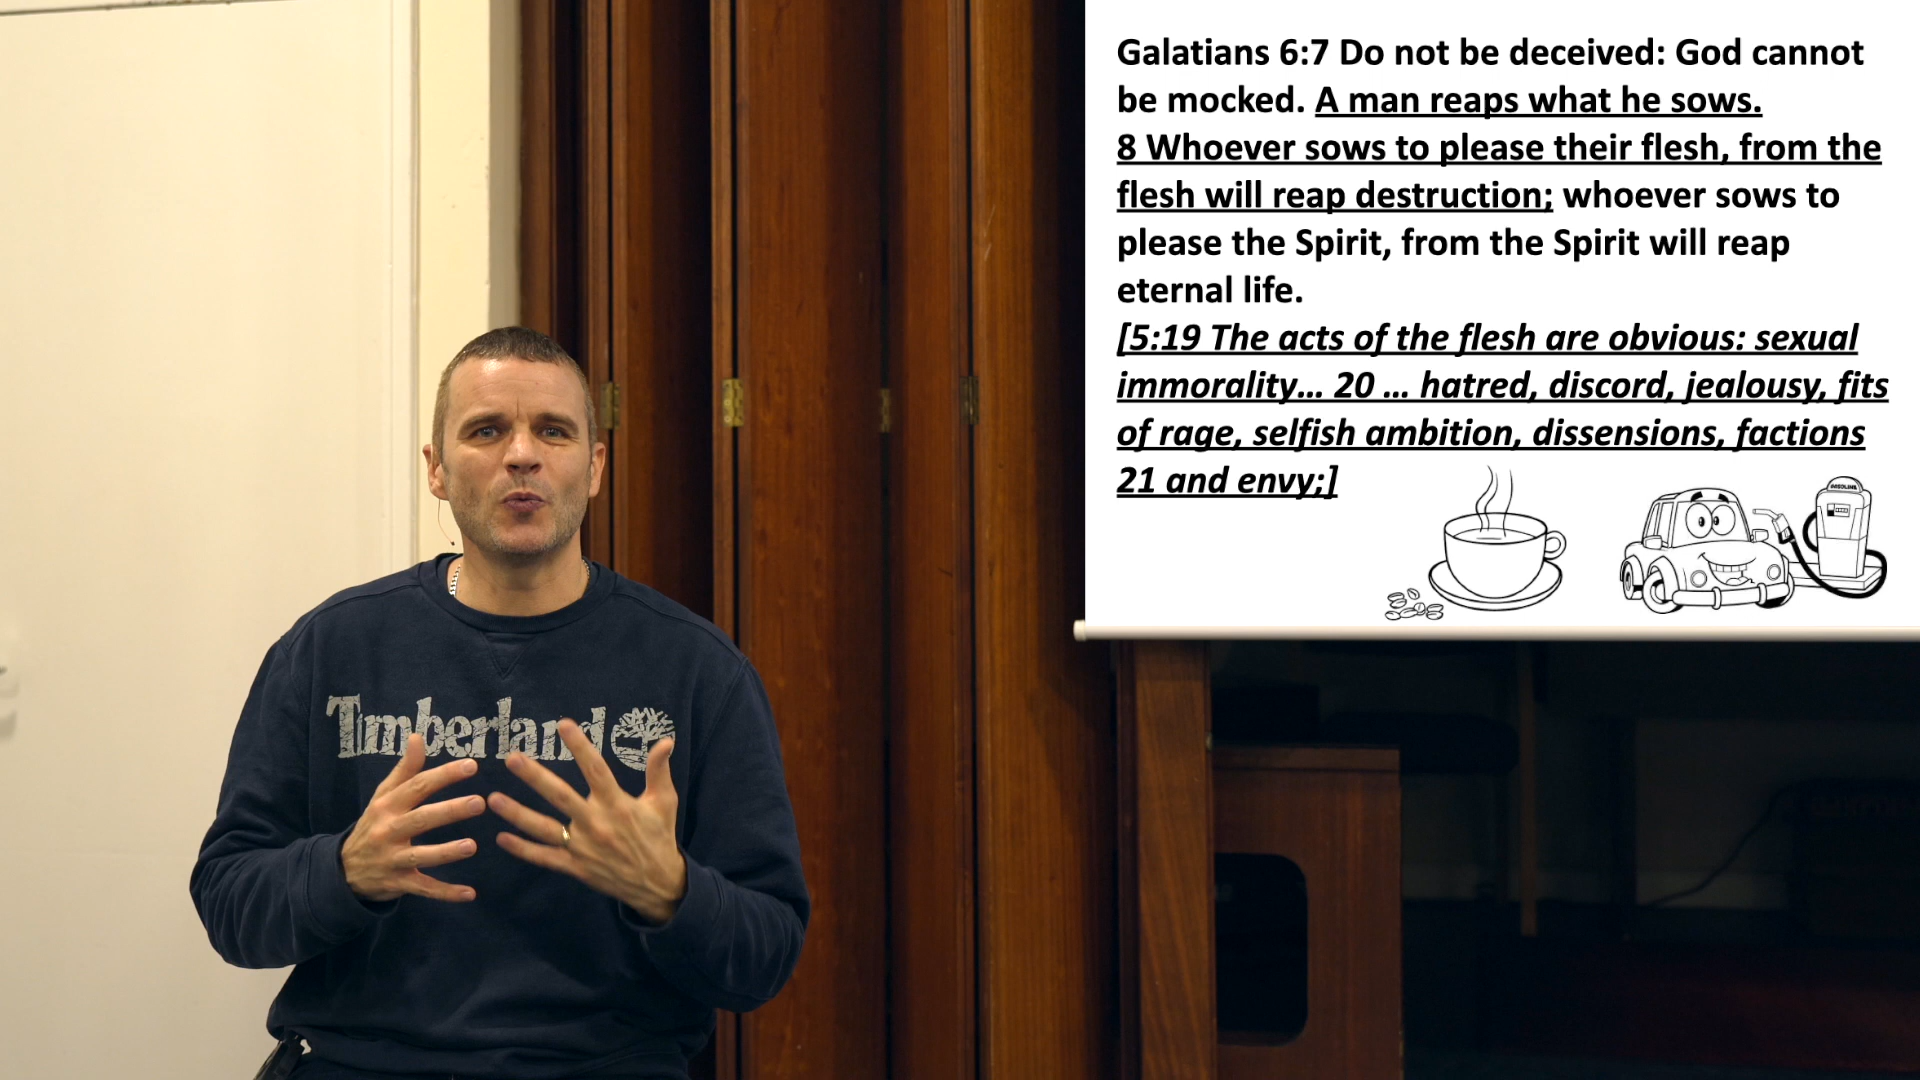 Galatians 6:7 Do not be deceived: God cannot
be mocked. A man reaps what he sows.
8 Whoever sows to please their flesh, from the
flesh will reap destruction; whoever sows to
please the Spirit, from the Spirit will reap
eternal life.
[5:19 The acts of the flesh are obvious: sexual
immorality... 20 ... hatred, discord, jealousy, fits
of rage, selfish ambition, dissensions, factions
21 and envy;]
GASOLINE
Timberland